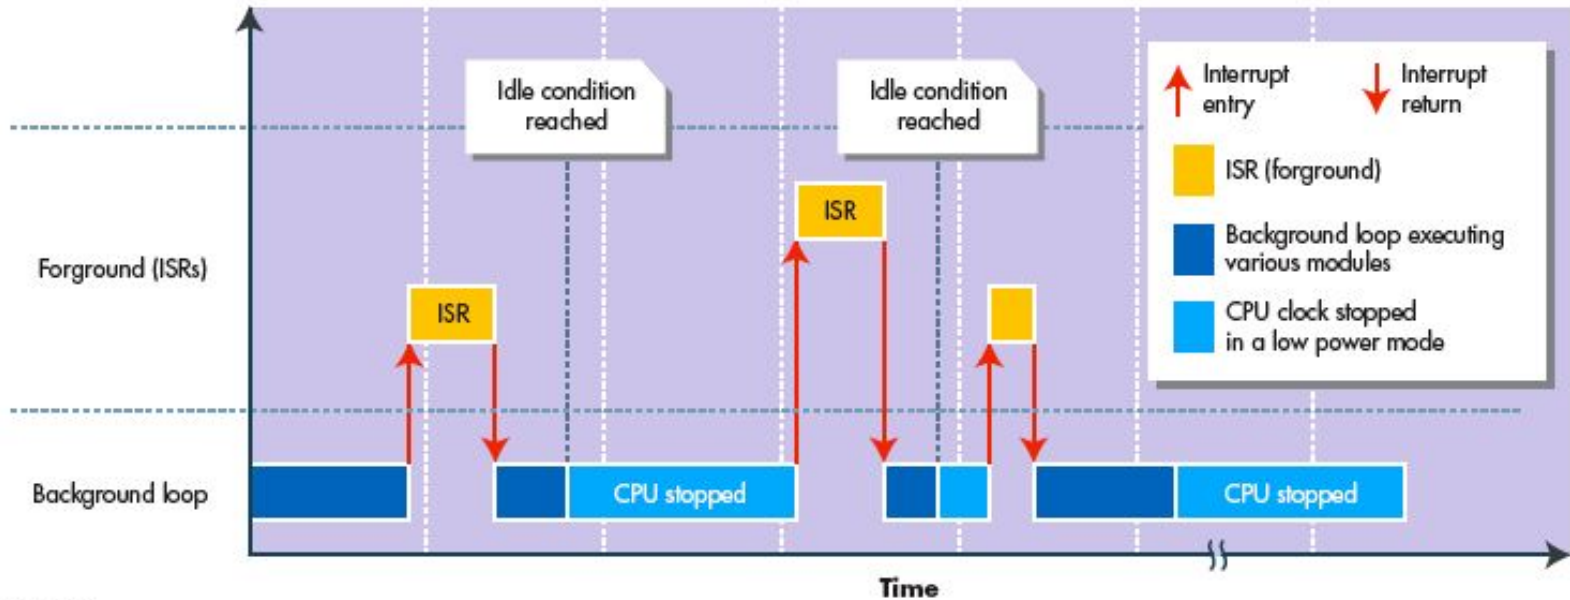 Idle condition
reached
Idle condition
reached
Interrupt
entry
Interrupt
return
ISR (forground)
Background loop executing
various modules
CPU clock stopped
in a low power mode
Forground (ISRs)
ISR
ISR
Background loop
CPU stopped
CPU stopped
Time